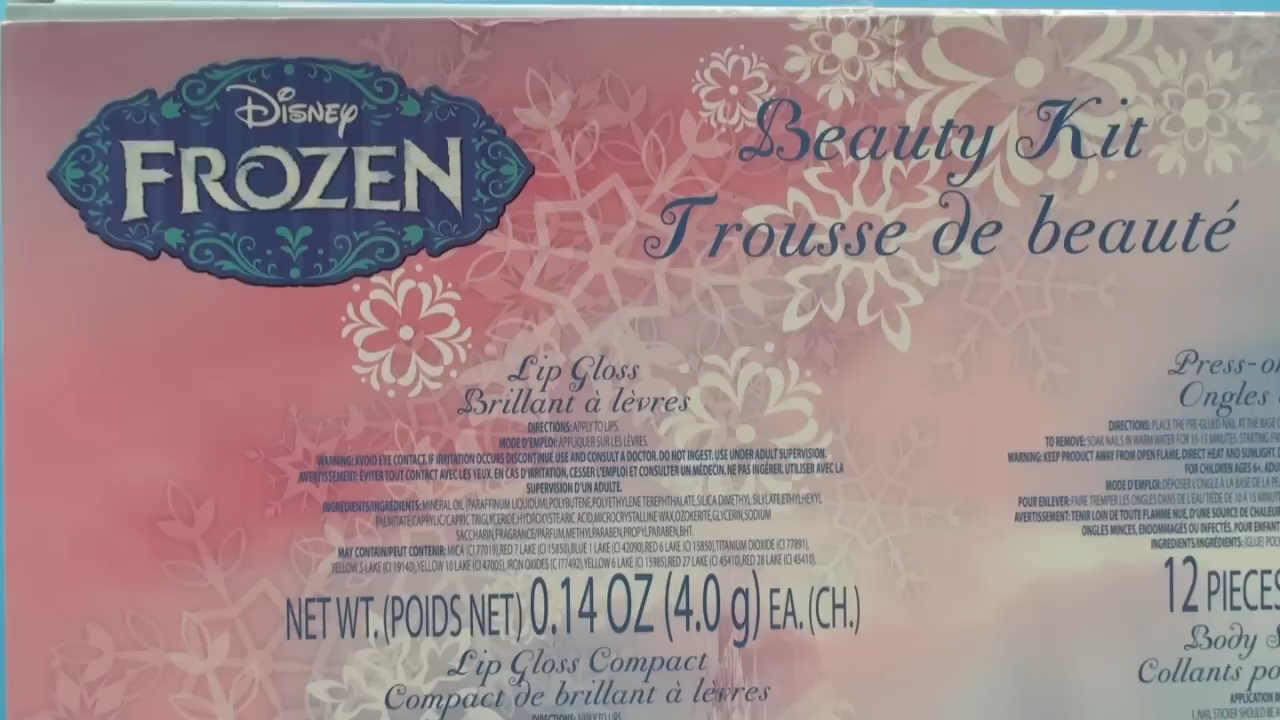 Disney
FROZEN
Beauty Kit
Trousse de beauté
Lip Gloss
Brillant à lèvres
DIRECTIONS: APPLY TO LIPS.
MODE D'EMPLOI: APPLIQUER SUR LES LÈVRES.
WARNING: AVOID EYE CONTACT. IF IRRITATION OCCURS DISCONTINUE USE AND CONSULT A DOCTOR. DO NOT INGEST. USE UNDER ADULT SUPERVISION.
AVERTISSEMENT: ÉVITER TOUT CONTACT AVEC LES YEUX. EN CAS D'IRRITATION, CESSER L'EMPLOI ET CONSULTER UN MÉDECIN. NE PAS INGÉRER. UTILISER AVEC LA
SUPERVISION D'UN ADULTE.
INGREDIENTS/INGRÉDIENTS: MINERAL OIL (PARAFFINUM LIQUIDUM),POLYBUTENE,POLYETHYLENE TEREPHTHALATE,SILICA DIMETHYL SILYLATE,ETHYLHEXYL
PALMITATE,CAPRYLIC/CAPRIC TRIGLYCERIDE,HYDROXYSTEARIC ACID,MICROCRYSTALLINE WAX,OZOKERITE,GLYCERIN,SODIUM
SACCHARIN,FRAGRANCE/PARFUM,METHYLPARABEN,PROPYLPARABEN,BHT.
MAY CONTAIN/PEUT CONTENIR: MICA (CI 77019),RED 7 LAKE (CI 15850),BLUE 1 LAKE (CI 42090),RED 6 LAKE (CI 15850),TITANIUM DIOXIDE (CI 77891),
YELLOW 5 LAKE (CI 19140),YELLOW 10 LAKE (CI 47005), IRON OXIDES (C177492),YELLOW 6 LAKE (CI 15985),RED 27 LAKE (CI 45410),RED 28 LAKE (CI 45410).
NET WT. (POIDS NET) 0.14 OZ (4.0 g) EA. (CH.)
Lip Gloss Compact
Compact de brillant à lèvres
DIRECTIONS: APPLY TO LIPS.
Press-o
Ongles
DIRECTIONS: PLACE THE PRE-GLUED NAIL AT THE BASE
TO REMOVE: SOAK NAILS IN WARM WATER FOR 10-15 MINUTES. STARTING
WARNING: KEEP PRODUCT AWAY FROM OPEN FLAME, DIRECT HEAT AND SUNLIGHT.
FOR CHILDREN AGES 6+. ADUL
MODE D'EMPLOI: DÉPOSER L'ONGLE À LA BASE DE LA
POUR ENLEVER: FAIRE TREMPER LES ONGLES DANS DE L'EAU TIÈDE DE 10 À 15
AVERTISSEMENT: TENIR LOIN DE TOUTE FLAMME NUE, D'UNE SOURCE DE CHALEU
ONGLES MINCES, ENDOMMAGÉS OU INFECTÉS. POUR ENFAN
INGREDIENTS/INGRÉDIENTS: (GLUE)
12 PIECES
Body
Collants po
APPLICATION
1. NAIL STICKER SHOULD BE